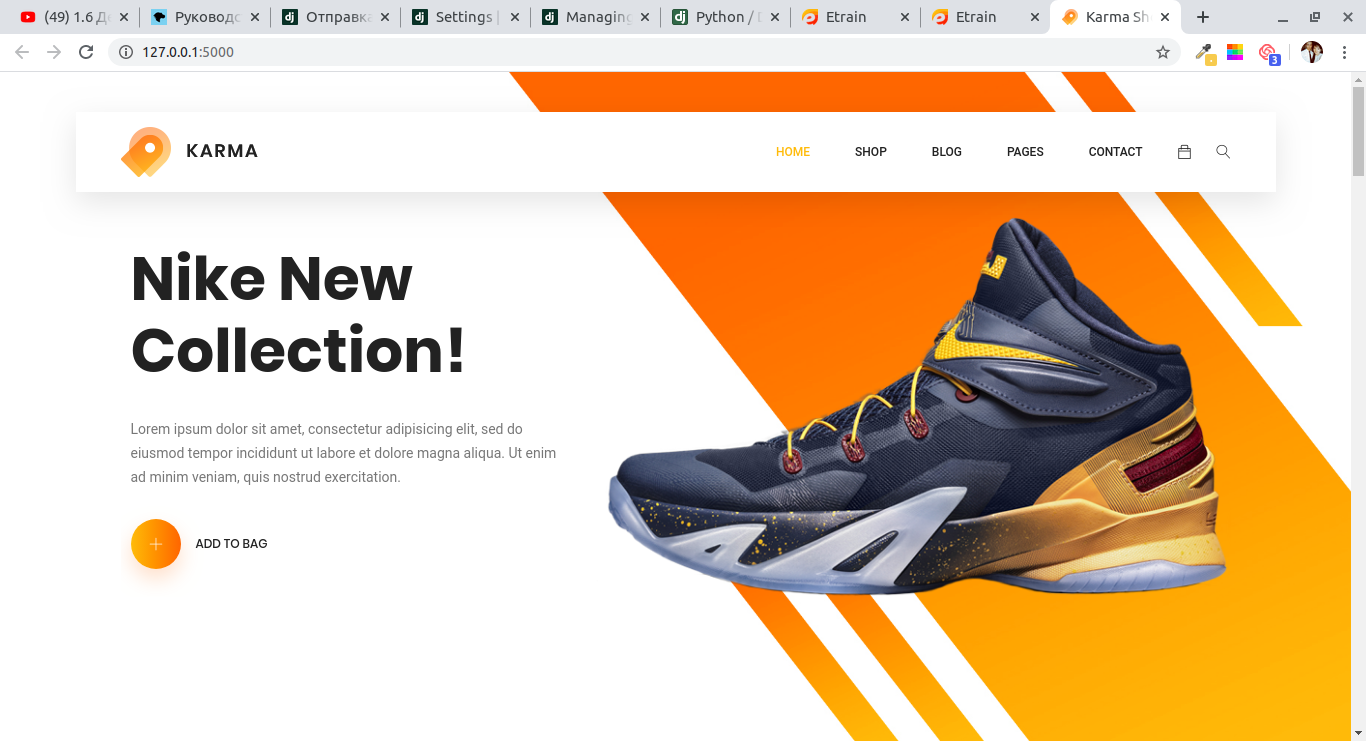 (49) 1.6 Де
Руководс
Отправка
Settings |
Managing
Python / D
Etrain
Etrain
Karma Sh
127.0.0.1:5000
3
KARMA
HOME
SHOP
BLOG
PAGES
CONTACT
Nike New
Collection!
Lorem ipsum dolor sit amet, consectetur adipisicing elit, sed do
eiusmod tempor incididunt ut labore et dolore magna aliqua. Ut enim
ad minim veniam, quis nostrud exercitation.
ADD TO BAG